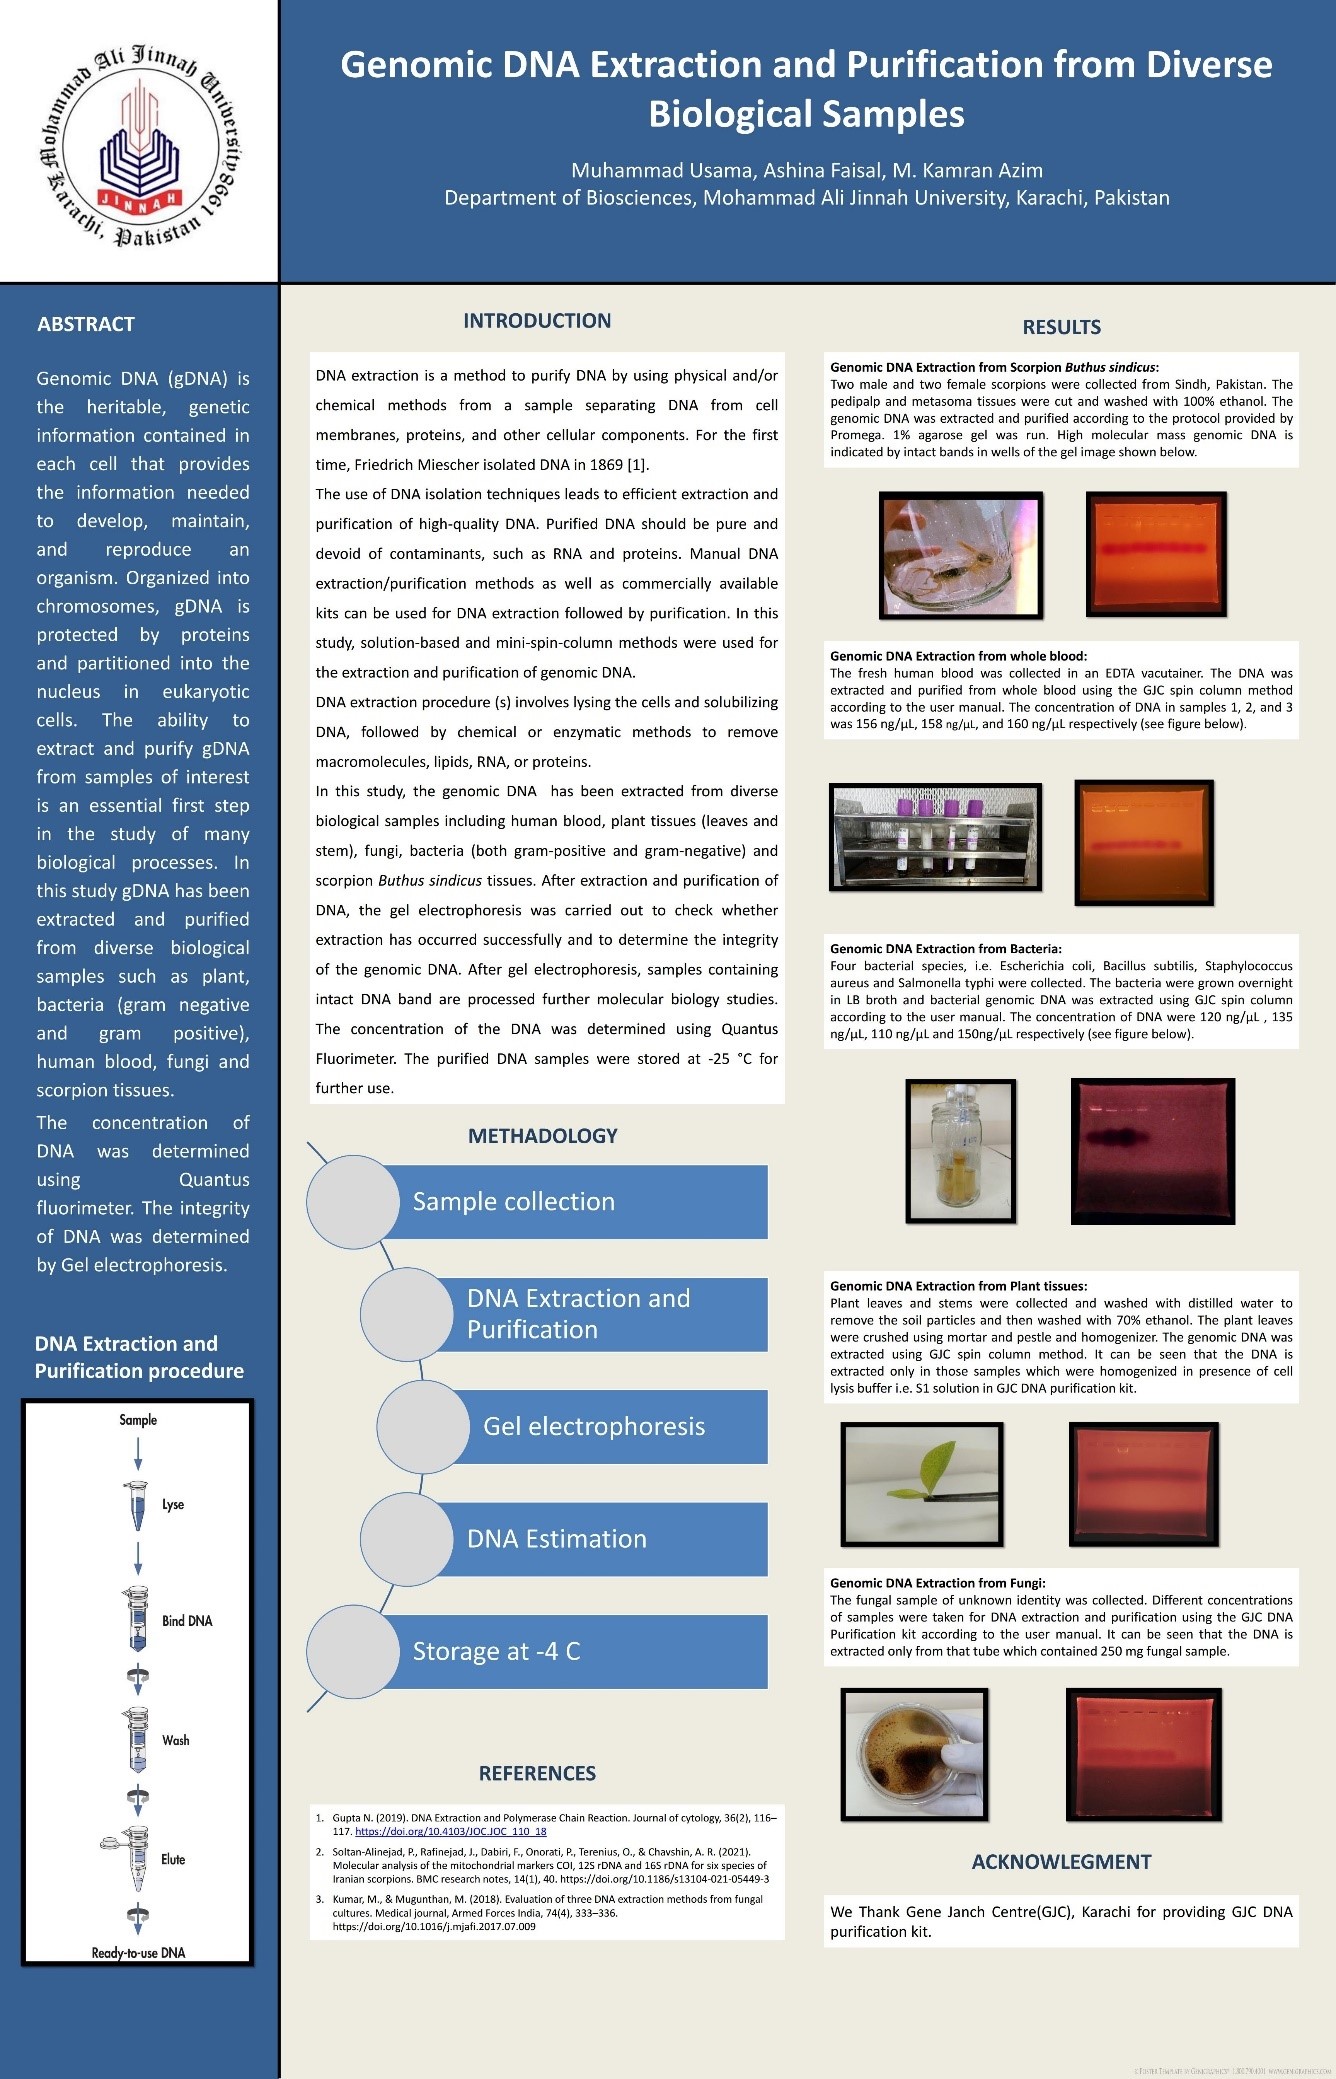 Mohammad Ali Jinnah University 1998
Karachi, Pakistan
JINNAH
Genomic DNA Extraction and Purification from Diverse
Biological Samples
Muhammad Usama, Ashina Faisal, M. Kamran Azim
Department of Biosciences, Mohammad Ali Jinnah University, Karachi, Pakistan
ABSTRACT
Genomic DNA (gDNA) is
the heritable, genetic
information contained in
each cell that provides
the information needed
to develop, maintain,
and reproduce an
organism. Organized into
chromosomes, gDNA is
protected by proteins
and partitioned into the
nucleus in eukaryotic
cells. The ability to
extract and purify gDNA
from samples of interest
is an essential first step
in the study of many
biological processes. In
this study gDNA has been
extracted and purified
from diverse biological
samples such as plant,
bacteria (gram negative
and gram positive),
human blood, fungi and
scorpion tissues.
The concentration of
DNA was determined
using Quantus
fluorimeter. The integrity
of DNA was determined
by Gel electrophoresis.
DNA Extraction and
Purification procedure
Sample
Lyse
Bind DNA
Wash
Elute
Ready-to-use DNA
INTRODUCTION
DNA extraction is a method to purify DNA by using physical and/or
chemical methods from a sample separating DNA from cell
membranes, proteins, and other cellular components. For the first
time, Friedrich Miescher isolated DNA in 1869 [1].
The use of DNA isolation techniques leads to efficient extraction and
purification of high-quality DNA. Purified DNA should be pure and
devoid of contaminants, such as RNA and proteins. Manual DNA
extraction/purification methods as well as commercially available
kits can be used for DNA extraction followed by purification. In this
study, solution-based and mini-spin-column methods were used for
the extraction and purification of genomic DNA.
DNA extraction procedure (s) involves lysing the cells and solubilizing
DNA, followed by chemical or enzymatic methods to remove
macromolecules, lipids, RNA, or proteins.
In this study, the genomic DNA has been extracted from diverse
biological samples including human blood, plant tissues (leaves and
stem), fungi, bacteria (both gram-positive and gram-negative) and
scorpion Buthus sindicus tissues. After extraction and purification of
DNA, the gel electrophoresis was carried out to check whether
extraction has occurred successfully and to determine the integrity
of the genomic DNA. After gel electrophoresis, samples containing
intact DNA band are processed further molecular biology studies.
The concentration of the DNA was determined using Quantus
Fluorimeter. The purified DNA samples were stored at -25 °C for
further use.
METHADOLOGY
Sample collection
DNA Extraction and
Purification
Gel electrophoresis
DNA Estimation
Storage at -4 C
REFERENCES
1. Gupta N. (2019). DNA Extraction and Polymerase Chain Reaction. Journal of cytology, 36(2), 116–
117. https://doi.org/10.4103/JOC.JOC_110_18
2. Soltan-Alinejad, P., Rafinejad, J., Dabiri, F., Onorati, P., Terenius, O., & Chavshin, A. R. (2021).
Molecular analysis of the mitochondrial markers COI, 12S rDNA and 16S rDNA for six species of
Iranian scorpions. BMC research notes, 14(1), 40. https://doi.org/10.1186/s13104-021-05449-3
3. Kumar, M., & Mugunthan, M. (2018). Evaluation of three DNA extraction methods from fungal
cultures. Medical journal, Armed Forces India, 74(4), 333–336.
https://doi.org/10.1016/j.mjafi.2017.07.009
RESULTS
Genomic DNA Extraction from Scorpion Buthus sindicus:
Two male and two female scorpions were collected from Sindh, Pakistan. The
pedipalp and metasoma tissues were cut and washed with 100% ethanol. The
genomic DNA was extracted and purified according to the protocol provided by
Promega. 1% agarose gel was run. High molecular mass genomic DNA is
indicated by intact bands in wells of the gel image shown below.
Genomic DNA Extraction from whole blood:
The fresh human blood was collected in an EDTA vacutainer. The DNA was
extracted and purified from whole blood using the GJC spin column method
according to the user manual. The concentration of DNA in samples 1, 2, and 3
was 156 ng/µL, 158 ng/µL, and 160 ng/µL respectively (see figure below).
Genomic DNA Extraction from Bacteria:
Four bacterial species, i.e. Escherichia coli, Bacillus subtilis, Staphylococcus
aureus and Salmonella typhi were collected. The bacteria were grown overnight
in LB broth and bacterial genomic DNA was extracted using GJC spin column
according to the user manual. The concentration of DNA were 120 ng/µL , 135
ng/µL, 110 ng/µL and 150ng/µL respectively (see figure below).
Genomic DNA Extraction from Plant tissues:
Plant leaves and stems were collected and washed with distilled water to
remove the soil particles and then washed with 70% ethanol. The plant leaves
were crushed using mortar and pestle and homogenizer. The genomic DNA was
extracted using GJC spin column method. It can be seen that the DNA is
extracted only in those samples which were homogenized in presence of cell
lysis buffer i.e. S1 solution in GJC DNA purification kit.
Genomic DNA Extraction from Fungi:
The fungal sample of unknown identity was collected. Different concentrations
of samples were taken for DNA extraction and purification using the GJC DNA
Purification kit according to the user manual. It can be seen that the DNA is
extracted only from that tube which contained 250 mg fungal sample.
ACKNOWLEGMENT
We Thank Gene Janch Centre(GJC), Karachi for providing GJC DNA
purification kit.